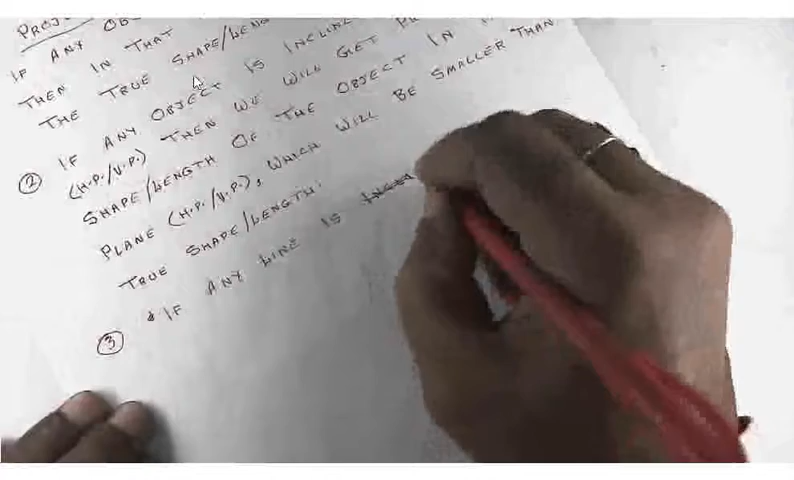 PROJ
IF ANY OB
THEN IN THAT
THE TRUE SHAPE/LENG
② IF ANY OBJECT IS INCLINE
(H.P./V.P.) THEN WE WILL GET
SHAPE/LENGTH OF THE OBJECT IN
PLANE (H.P./V.P.), WHICH WILL BE SMALLER THAN
TRUE SHAPE/LENGTH.
③ IF ANY LINE IS